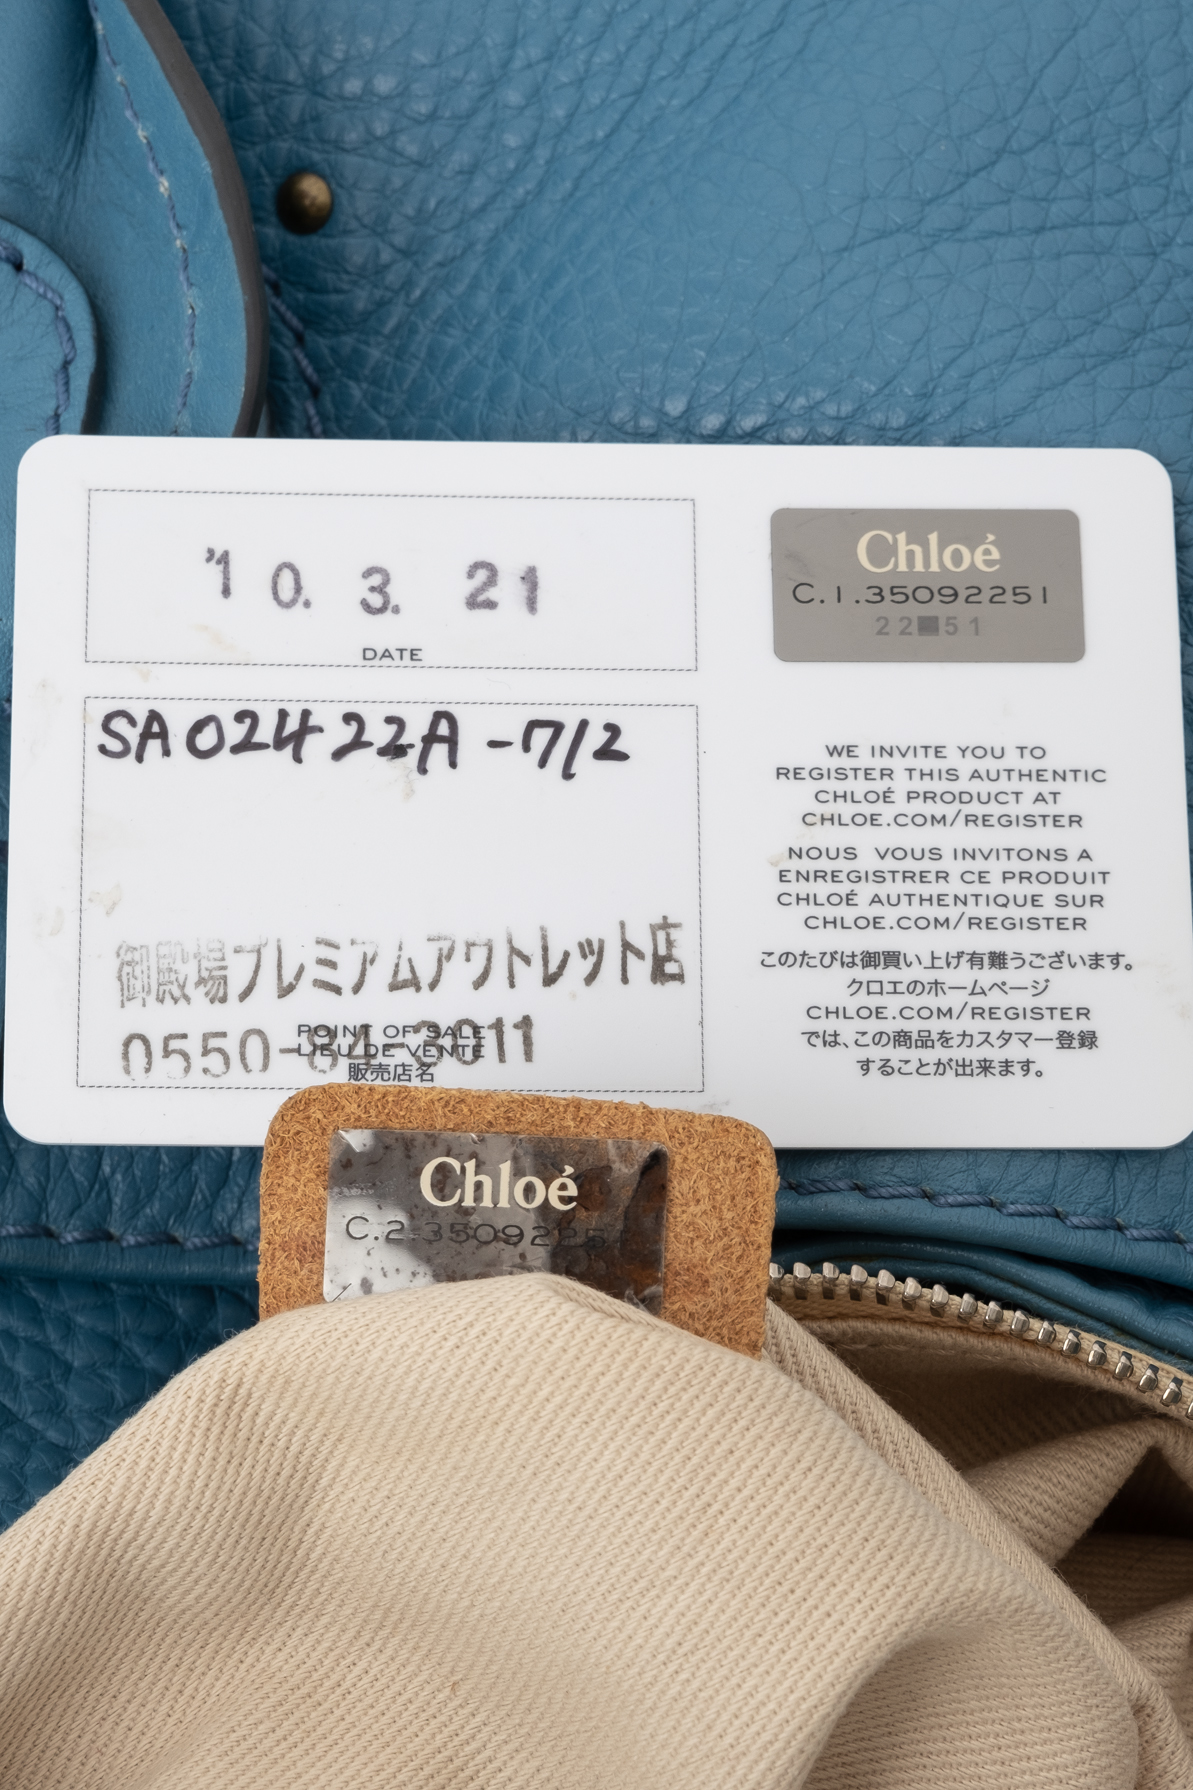 '10. 3. 21
DATE
SA02422A-712
御殿場プレミアムアウトレット店
0550-84-3011
POINT OF SALE
LIEU DE VENTE
販売店名
Chloé
C.1.35092251
WE INVITE YOU TO
REGISTER THIS AUTHENTIC
CHLOÉ PRODUCT AT
CHLOE.COM/REGISTER
NOUS VOUS INVITONS A
ENREGISTRER CE PRODUIT
CHLOÉ AUTHENTIQUE SUR
CHLOE.COM/REGISTER
このたびは御買い上げ有難うございます。
クロエのホームページ
CHLOE.COM/REGISTER
では、この商品をカスタマー登録
することが出来ます。
Chloé